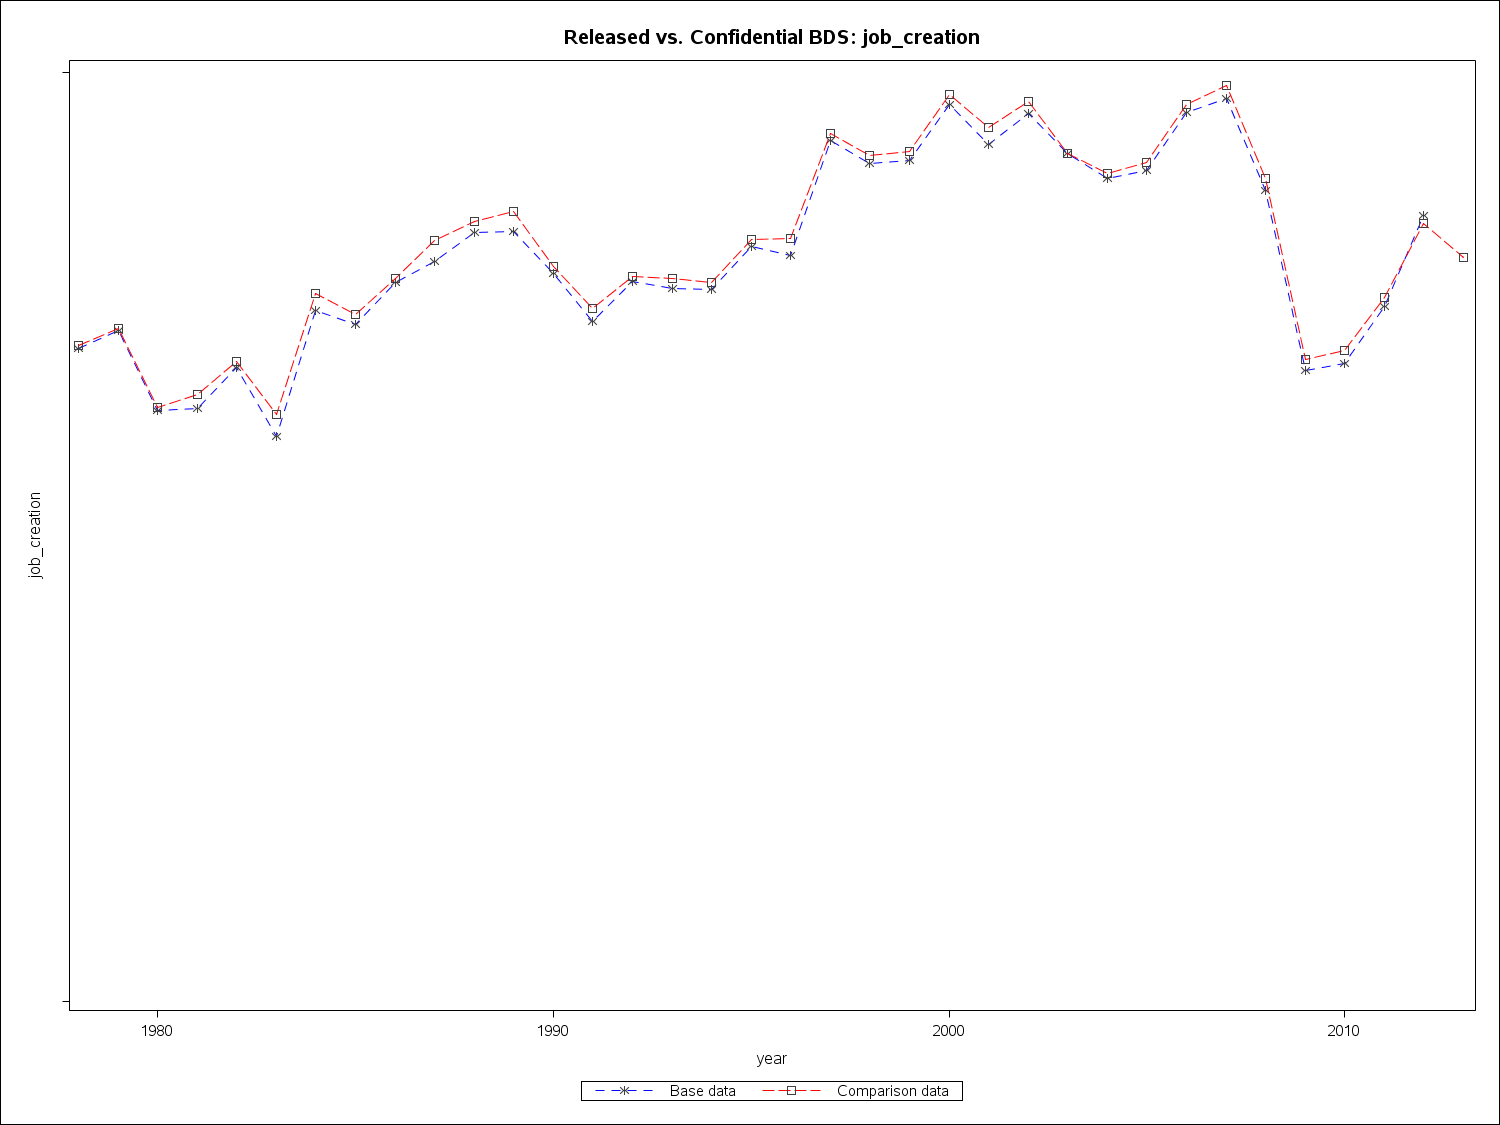 Released vs. Confidential BDS: job_creation
job_creation
1980 1990 2000 2010
year
Base data Comparison data